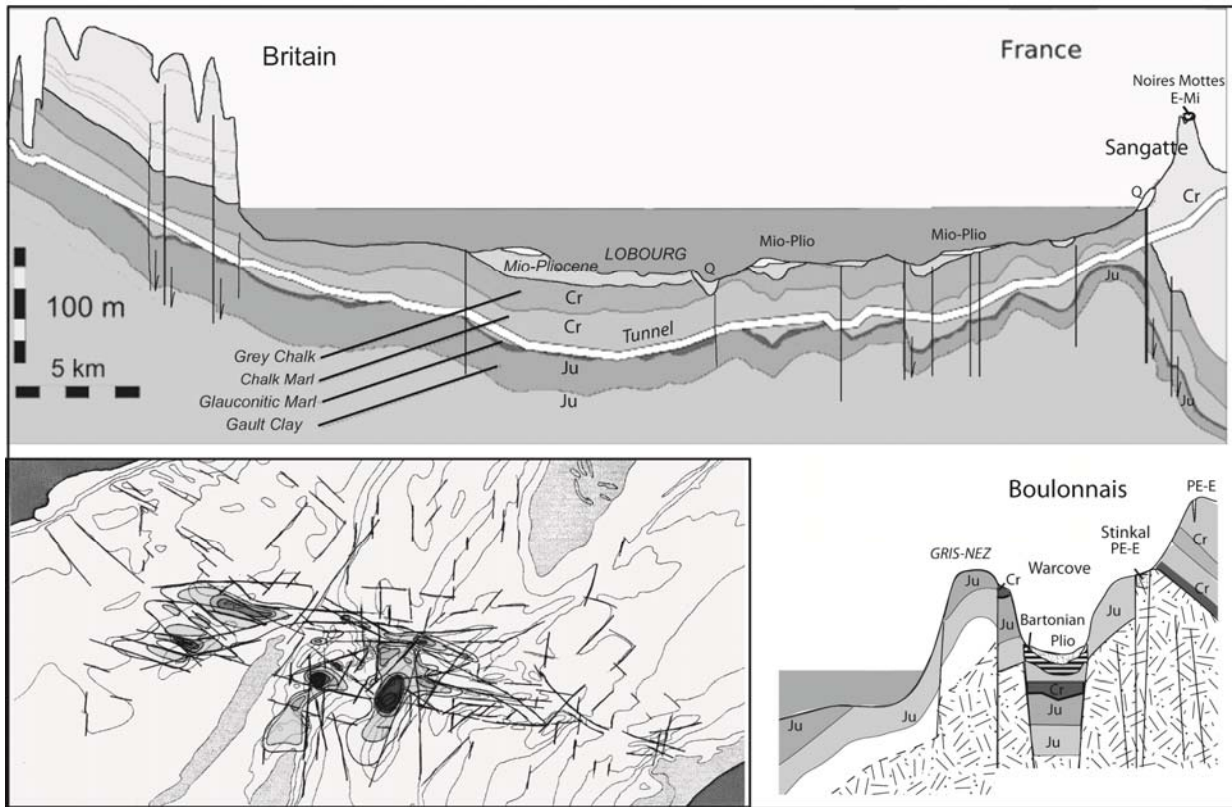 Britain
France
Noires Mottes
E-Mi
Sangatte
Q
Cr
LOBOURG
Mio-Plio
Mio-Plio
Mio-Pliocene
Q
Cr
Cr
Tunnel
Ju
Ju
Ju
Ju
100 m
5 km
Grey Chalk
Chalk Marl
Glauconitic Marl
Gault Clay
Boulonnais
PE-E
Stinkal
PE-E
GRIS-NEZ
Warcove
Cr
Cr
Ju
Cr
Ju
Ju
Bartonian
Plio
Cr
Ju
Ju
Ju
Ju